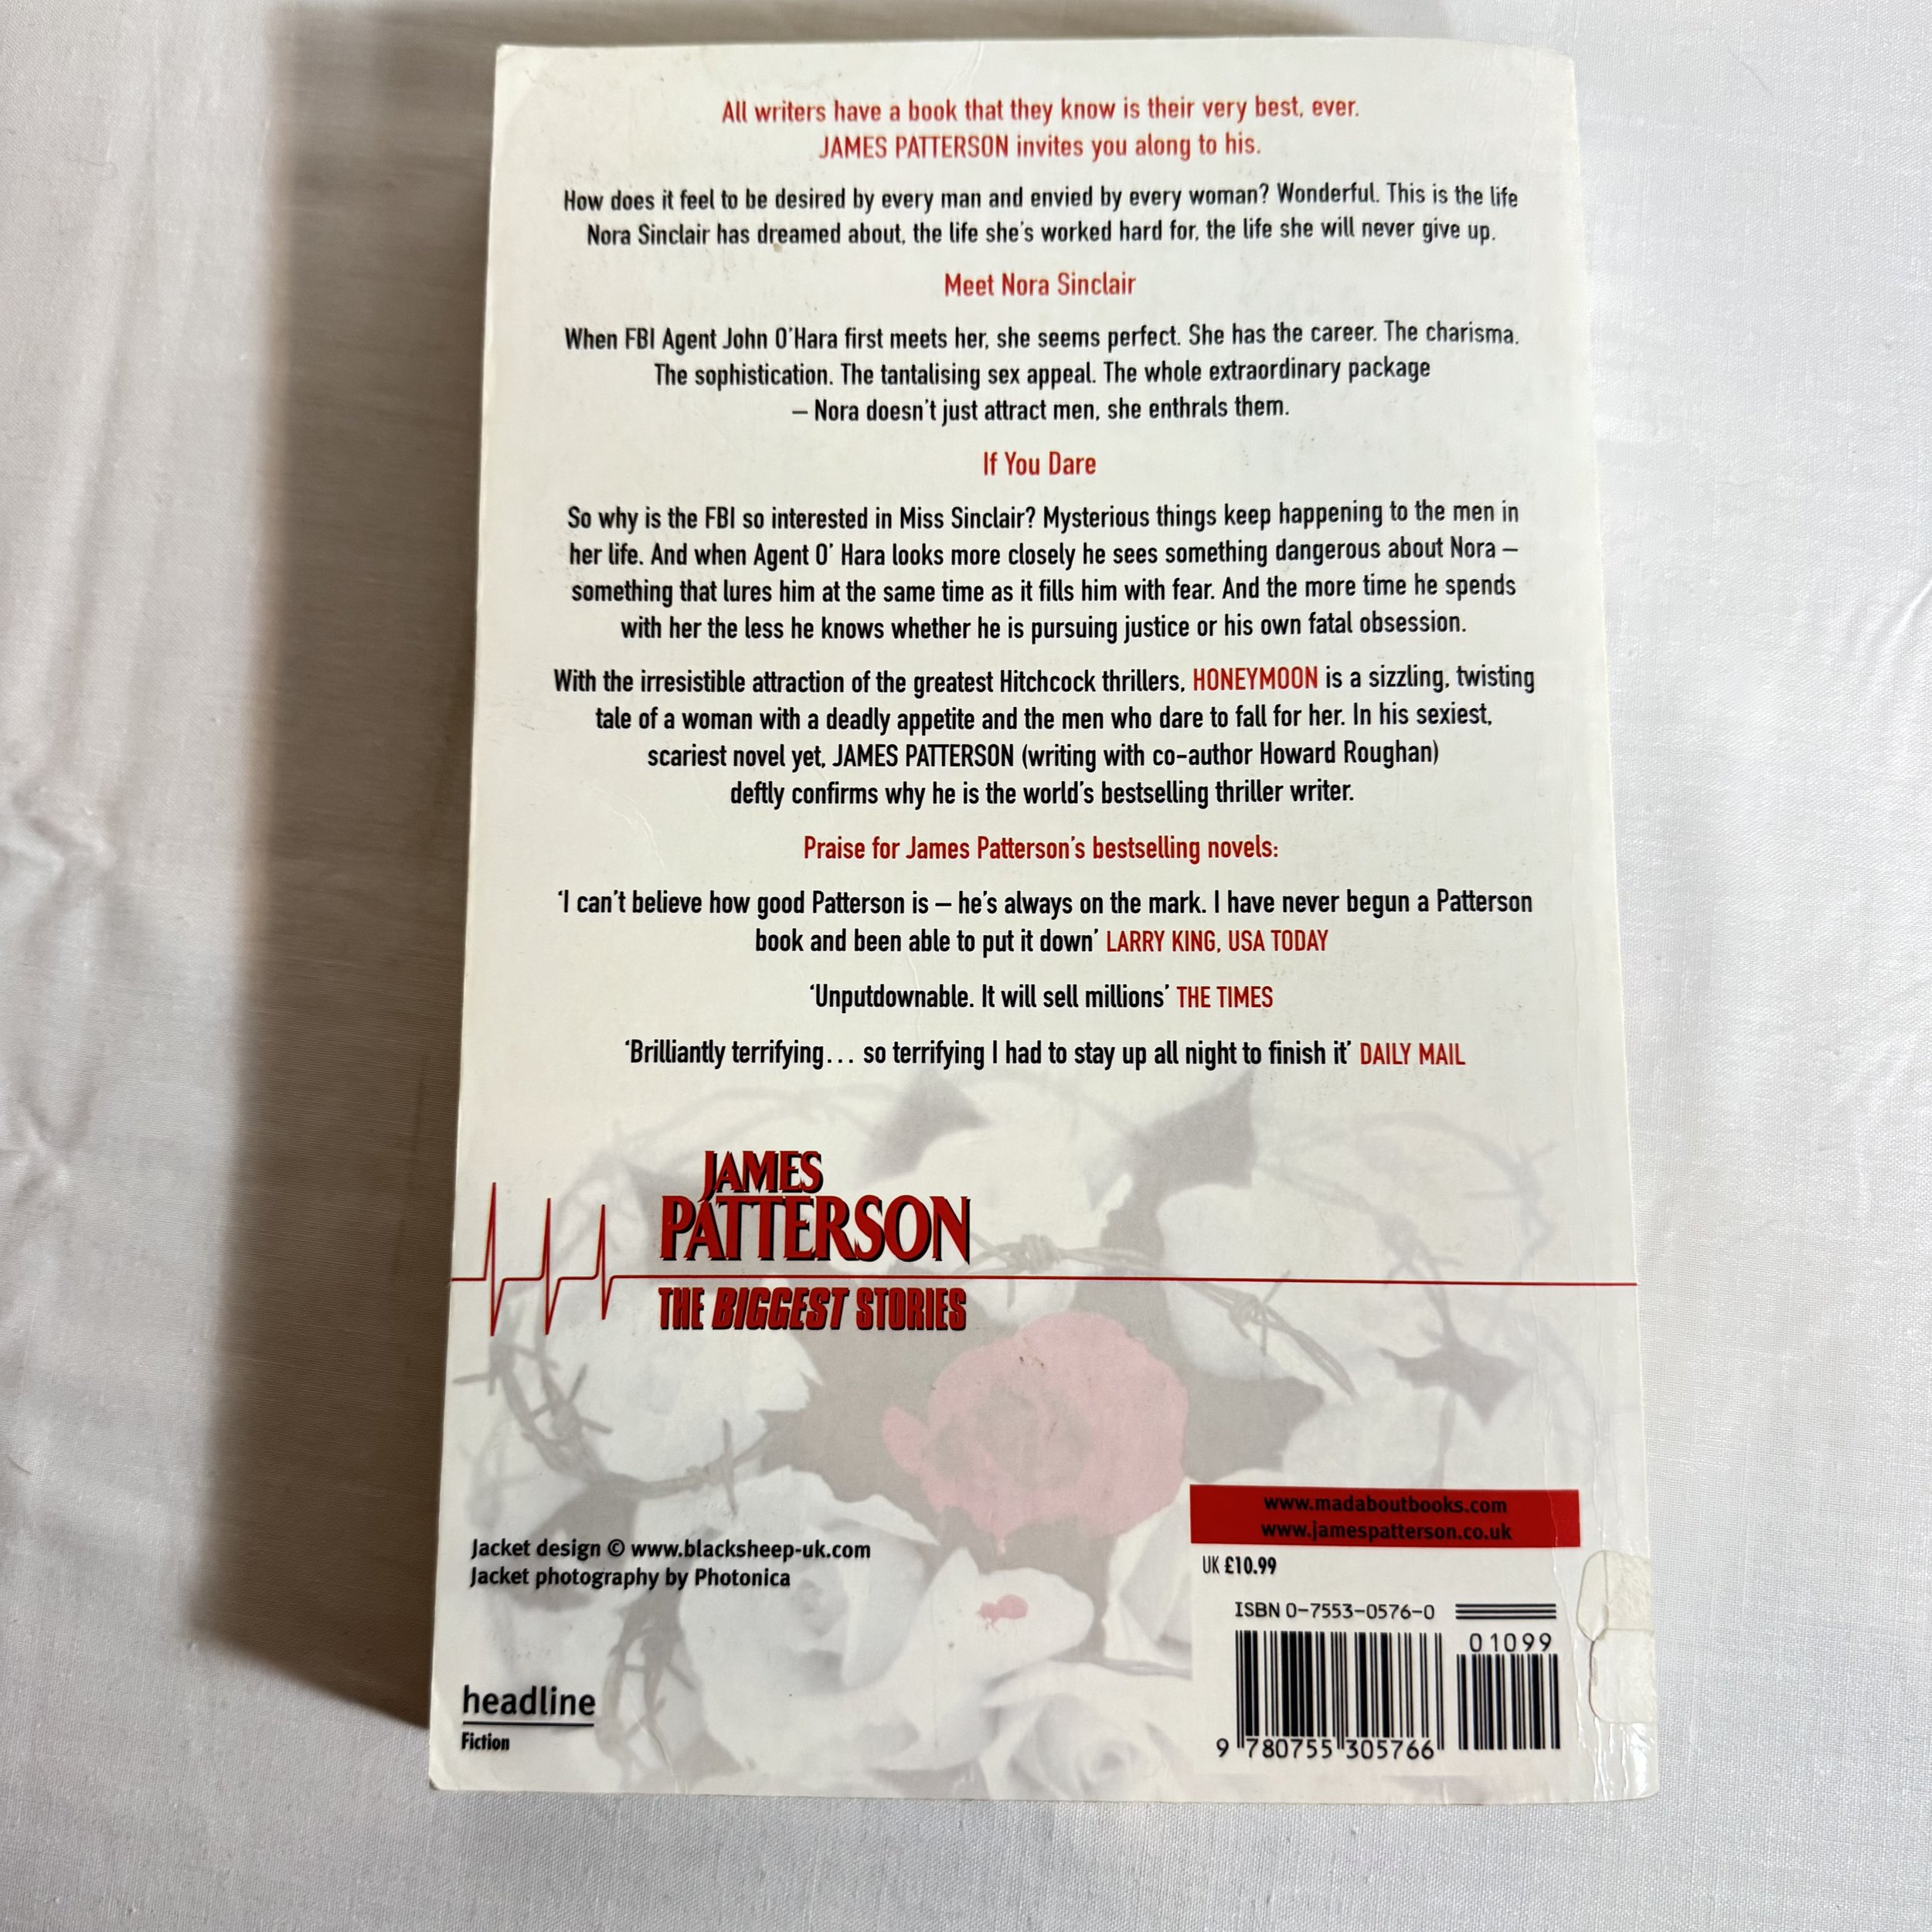 All writers have a book that they know is their very best, ever.
JAMES PATTERSON invites you along to his.
How does it feel to be desired by every man and envied by every woman? Wonderful. This is the life
Nora Sinclair has dreamed about, the life she's worked hard for, the life she will never give up.
Meet Nora Sinclair
When FBI Agent John O'Hara first meets her, she seems perfect. She has the career. The charisma.
The sophistication. The tantalising sex appeal. The whole extraordinary package
– Nora doesn't just attract men, she enthrals them.
If You Dare
So why is the FBI so interested in Miss Sinclair? Mysterious things keep happening to the men in
her life. And when Agent O' Hara looks more closely he sees something dangerous about Nora –
something that lures him at the same time as it fills him with fear. And the more time he spends
with her the less he knows whether he is pursuing justice or his own fatal obsession.
With the irresistible attraction of the greatest Hitchcock thrillers, HONEYMOON is a sizzling, twisting
tale of a woman with a deadly appetite and the men who dare to fall for her. In his sexiest,
scariest novel yet, JAMES PATTERSON (writing with co-author Howard Roughan)
deftly confirms why he is the world's bestselling thriller writer.
Praise for James Patterson's bestselling novels:
'I can't believe how good Patterson is – he's always on the mark. I have never begun a Patterson
book and been able to put it down' LARRY KING, USA TODAY
'Unputdownable. It will sell millions' THE TIMES
'Brilliantly terrifying... so terrifying I had to stay up all night to finish it' DAILY MAIL
JAMES
PATTERSON
THE BIGGEST STORIES
Jacket design © www.blacksheep-uk.com
Jacket photography by Photonica
headline
Fiction
www.madaboutbooks.com
www.jamespatterson.co.uk
UK £10.99
ISBN 0-7553-0576-0
01099
9 780755 305766